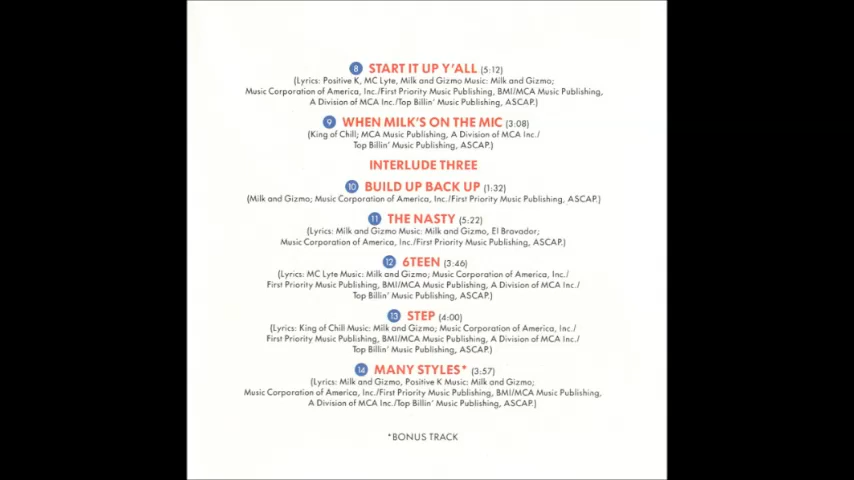 8 START IT UP Y'ALL (5:12)
(Lyrics: Positive K, MC Lyte, Milk and Gizmo Music: Milk and Gizmo;
Music Corporation of America, Inc./First Priority Music Publishing, BMI/MCA Music Publishing,
A Division of MCA Inc./Top Billin' Music Publishing, ASCAP.)
9 WHEN MILK'S ON THE MIC (3:08)
(King of Chill; MCA Music Publishing, A Division of MCA Inc./
Top Billin' Music Publishing, ASCAP.)
INTERLUDE THREE
10 BUILD UP BACK UP (1:32)
(Milk and Gizmo; Music Corporation of America, Inc./First Priority Music Publishing, ASCAP.)
11 THE NASTY (5:22)
(Lyrics: Milk and Gizmo Music: Milk and Gizmo, El Bravador;
Music Corporation of America, Inc./First Priority Music Publishing, ASCAP.)
12 6TEEN (3:46)
(Lyrics: MC Lyte Music: Milk and Gizmo; Music Corporation of America, Inc./
First Priority Music Publishing, BMI/MCA Music Publishing, A Division of MCA Inc./
Top Billin' Music Publishing, ASCAP.)
13 STEP (4:00)
(Lyrics: King of Chill Music: Milk and Gizmo; Music Corporation of America, Inc./
First Priority Music Publishing, BMI/MCA Music Publishing, A Division of MCA Inc./
Top Billin' Music Publishing, ASCAP.)
14 MANY STYLES* (3:57)
(Lyrics: Milk and Gizmo, Positive K Music: Milk and Gizmo;
Music Corporation of America, Inc./First Priority Music Publishing, BMI/MCA Music Publishing,
A Division of MCA Inc./Top Billin' Music Publishing, ASCAP.)
*BONUS TRACK